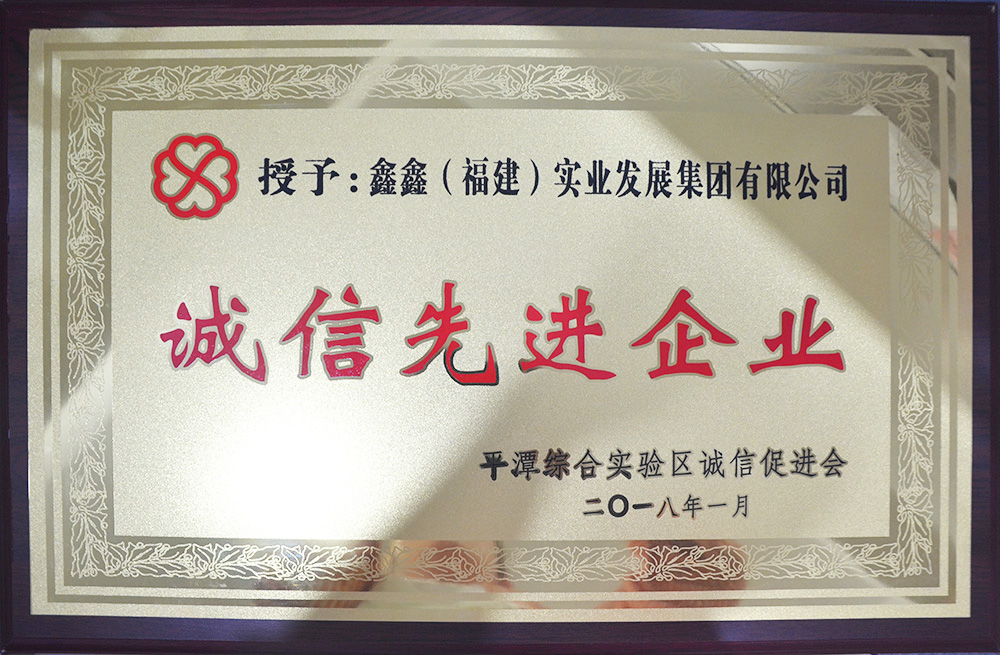 授予：鑫鑫（福建）实业发展集团有限公司
诚信先进企业
平潭综合实验区诚信促进会
二〇一八年一月